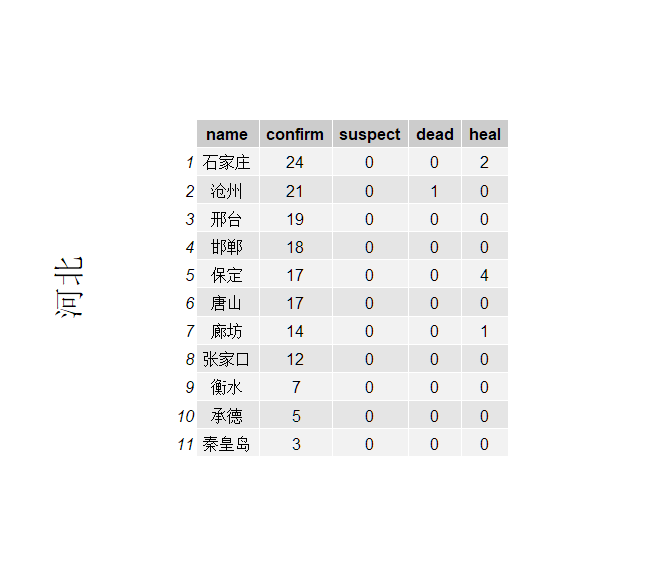 河北
name confirm suspect dead heal
1 石家庄 24 0 0 2
2 沧州 21 0 1 0
3 邢台 19 0 0 0
4 邯郸 18 0 0 0
5 保定 17 0 0 4
6 唐山 17 0 0 0
7 廊坊 14 0 0 1
8 张家口 12 0 0 0
9 衡水 7 0 0 0
10 承德 5 0 0 0
11 秦皇岛 3 0 0 0